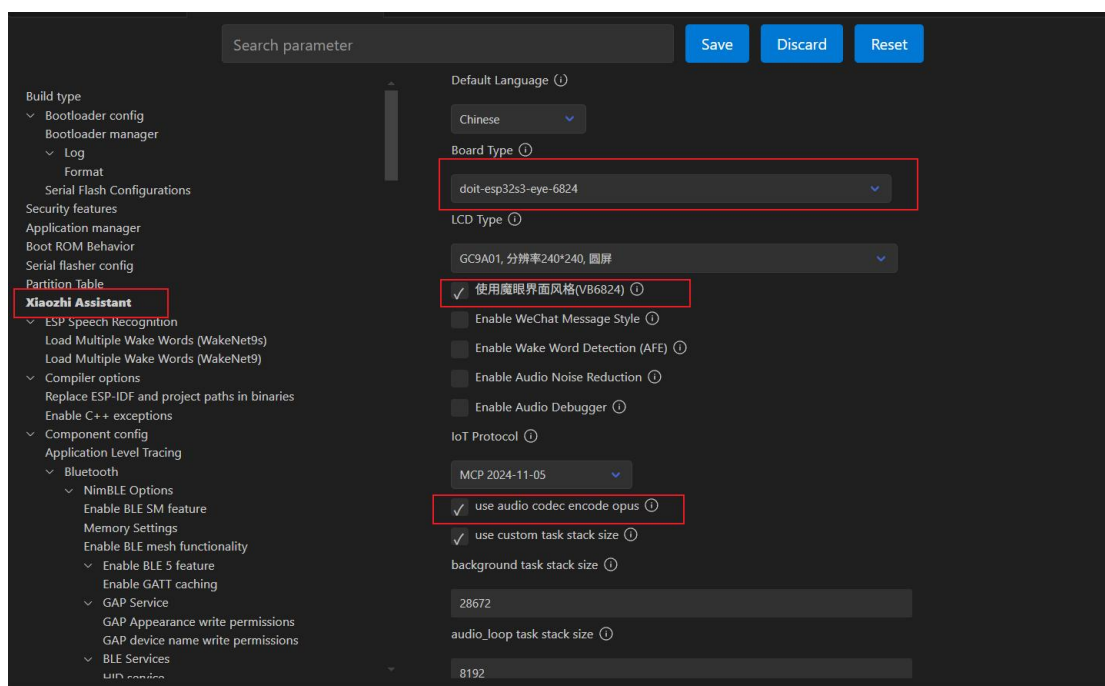 Search parameter
Save
Discard
Reset
Build type
Bootloader config
Bootloader manager
Log
Format
Serial Flash Configurations
Security features
Application manager
Boot ROM Behavior
Serial flasher config
Partition Table
Xiaozhi Assistant
ESP Speech Recognition
Load Multiple Wake Words (WakeNet9s)
Load Multiple Wake Words (WakeNet9)
Compiler options
Replace ESP-IDF and project paths in binaries
Enable C++ exceptions
Component config
Application Level Tracing
Bluetooth
NimBLE Options
Enable BLE SM feature
Memory Settings
Enable BLE mesh functionality
Enable BLE 5 feature
Enable GATT caching
GAP Service
GAP Appearance write permissions
GAP device name write permissions
BLE Services
HID service
Default Language
Chinese
Board Type
doit-esp32s3-eye-6824
LCD Type
GC9A01, 分辨率240*240, 圆屏
使用魔眼界面风格(VB6824)
Enable WeChat Message Style
Enable Wake Word Detection (AFE)
Enable Audio Noise Reduction
Enable Audio Debugger
IoT Protocol
MCP 2024-11-05
use audio codec encode opus
use custom task stack size
background task stack size
28672
audio_loop task stack size
8192